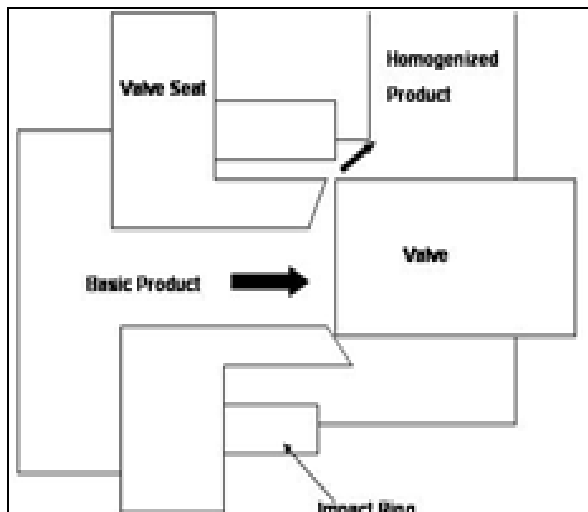 Homogenized
Valve Seat
Product
Valve
Basic Product
Impact Ring